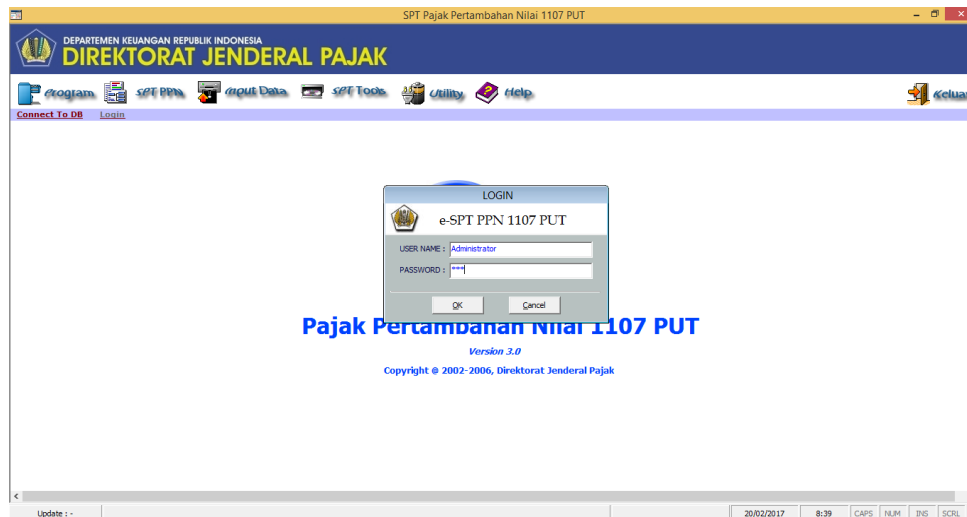 SPT Pajak Pertambahan Nilai 1107 PUT
DEPARTEMEN KEUANGAN REPUBLIK INDONESIA
DIREKTORAT JENDERAL PAJAK
Program SPT PPN Input Data SPT Tools Utility Help Keluar
Connect To DB Login
LOGIN
e-SPT PPN 1107 PUT
USER NAME : Administrator
PASSWORD : ***
OK Cancel
Pajak Pertambahan Nilai 1107 PUT
Version 3.0
Copyright @ 2002-2006, Direktorat Jenderal Pajak
Update : - 20/02/2017 8:39 CAPS NUM INS SCRL